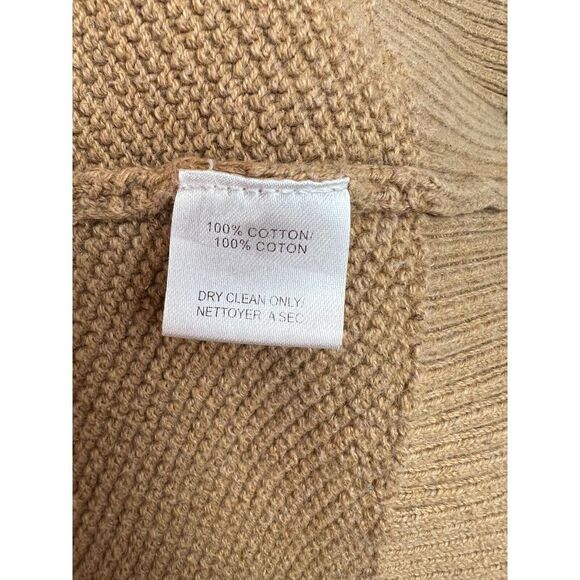 100% COTTON/
100% COTON
DRY CLEAN ONLY/
NETTOYER A SEC